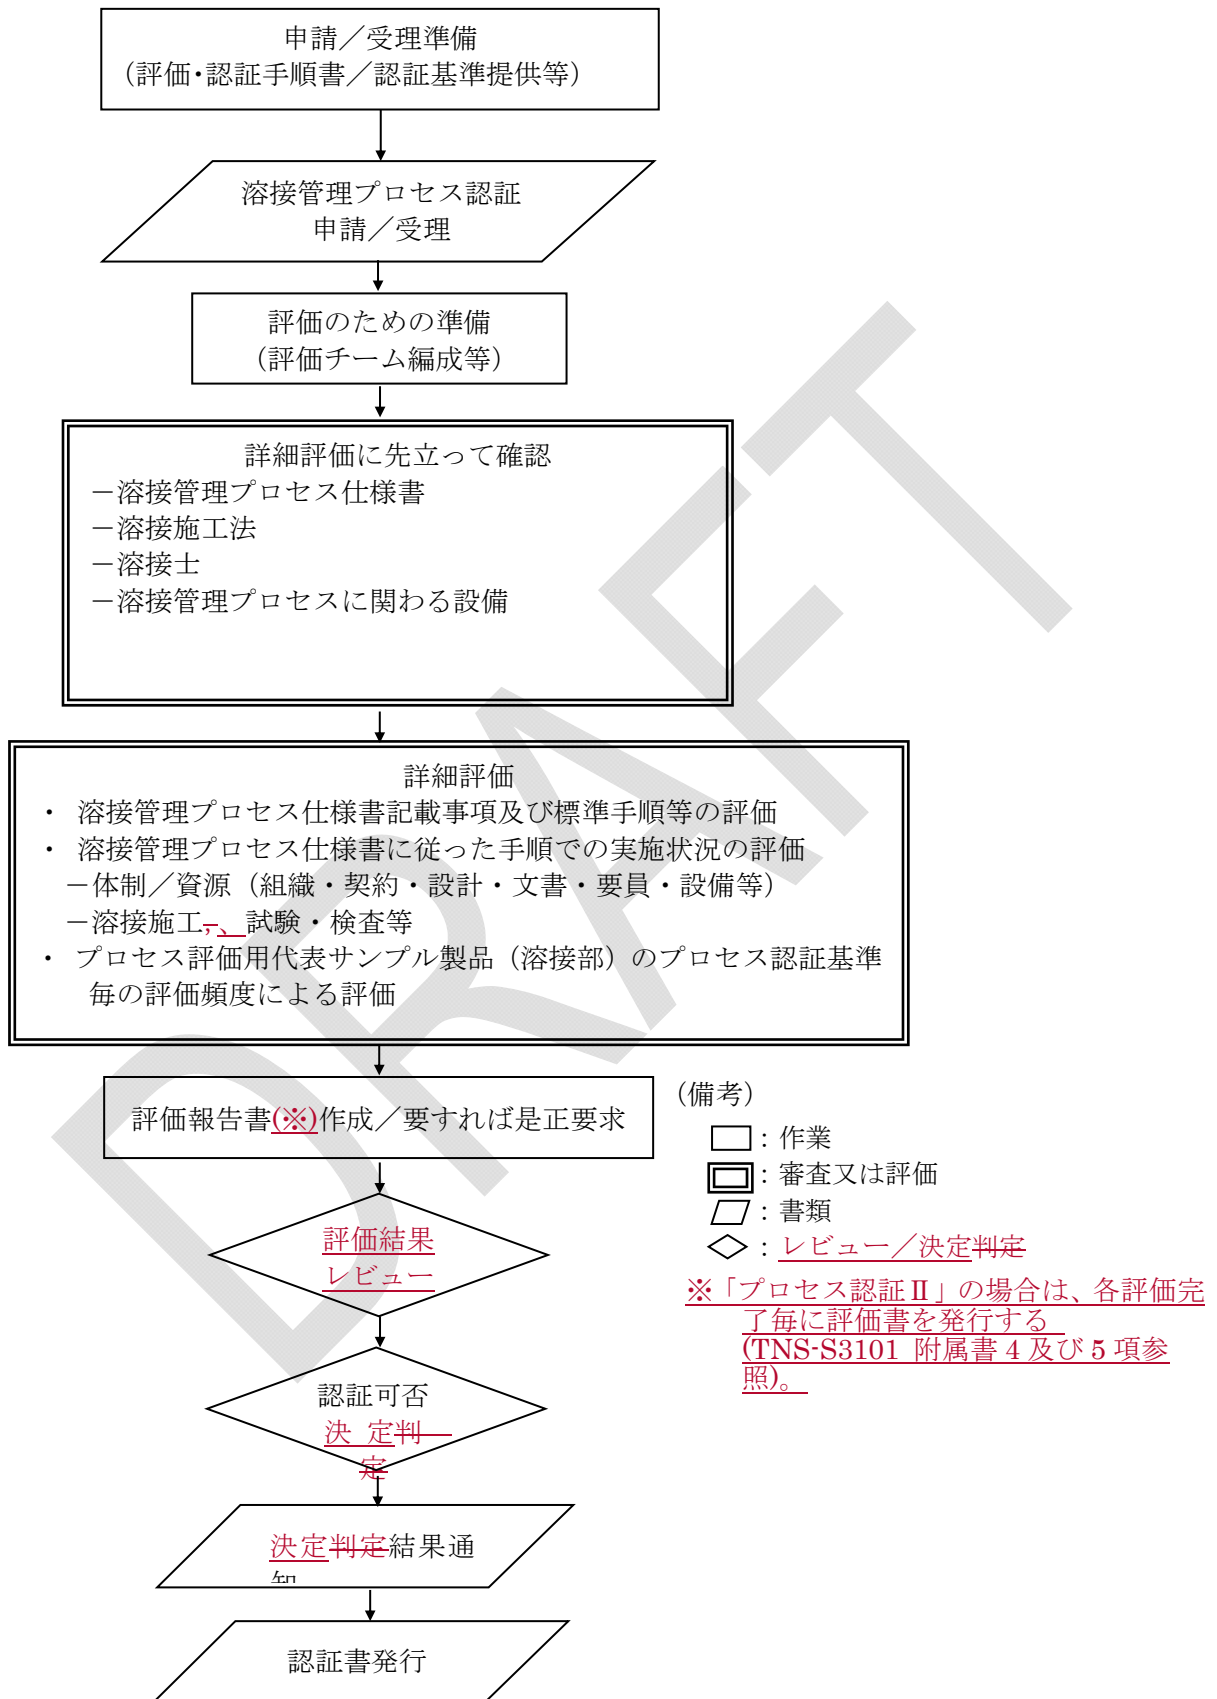 申請／受理準備
（評価・認証手順書／認証基準提供等）
溶接管理プロセス認証
申請／受理
評価のための準備
（評価チーム編成等）
詳細評価に先立って確認
－溶接管理プロセス仕様書
－溶接施工法
－溶接士
－溶接管理プロセスに関わる設備
詳細評価
・ 溶接管理プロセス仕様書記載事項及び標準手順等の評価
・ 溶接管理プロセス仕様書に従った手順での実施状況の評価
－体制／資源（組織・契約・設計・文書・要員・設備等）
－溶接施工,、試験・検査等
・ プロセス評価用代表サンプル製品（溶接部）のプロセス認証基準
毎の評価頻度による評価
評価報告書(※)作成／要すれば是正要求
（備考）
：作業
：審査又は評価
：書類
：レビュー／決定判定
※「プロセス認証Ⅱ」の場合は、各評価完
了毎に評価書を発行する
(TNS-S3101 附属書 4 及び 5 項参
照)。
評価結果
レビュー
認証可否
決 定判
定
決定判定結果通
知
認証書発行
DRAFT